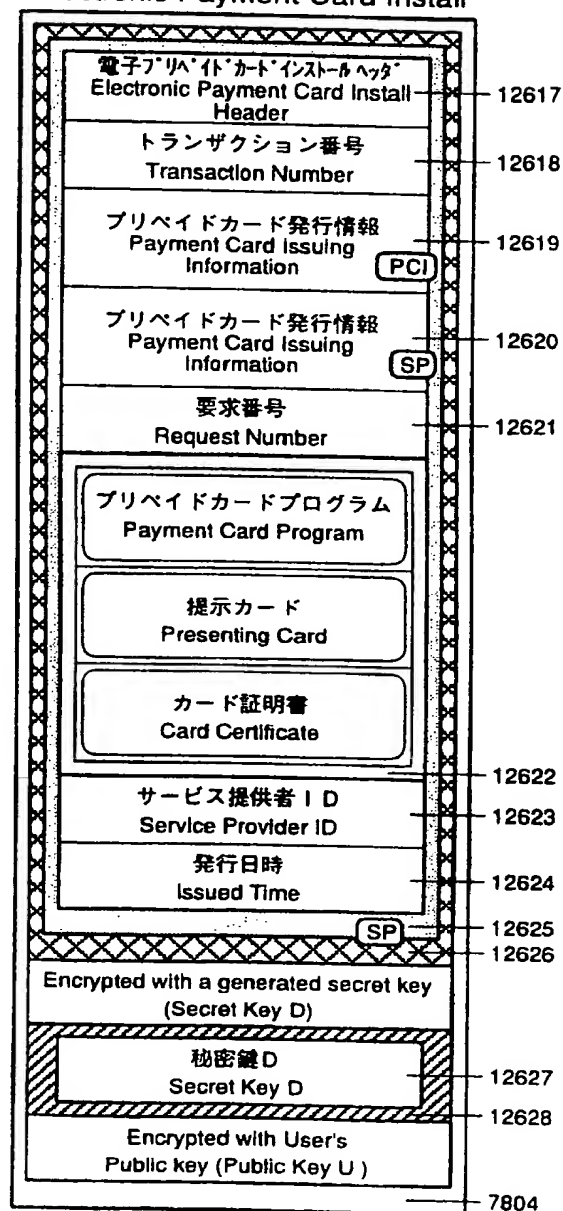 Payment Card Install
電子プリペイドカードインストールヘッダ
Electronic Payment Card Install
Header
12617
トランザクション番号
Transaction Number
12618
プリペイドカード発行情報
Payment Card Issuing
Information
PCI
12619
プリペイドカード発行情報
Payment Card Issuing
Information
SP
12620
要求番号
Request Number
12621
プリペイドカードプログラム
Payment Card Program
提示カード
Presenting Card
カード証明書
Card Certificate
12622
サービス提供者ID
Service Provider ID
12623
発行日時
Issued Time
12624
SP
12625
12626
Encrypted with a generated secret key
(Secret Key D)
秘密鍵D
Secret Key D
12627
12628
Encrypted with User's
Public key (Public Key U )
7804